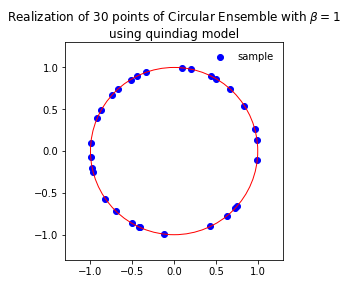 Realization of 30 points of Circular Ensemble with β = 1
using quindiag model
sample
1.0
0.5
0.0
−0.5
−1.0
−1.0 −0.5 0.0 0.5 1.0